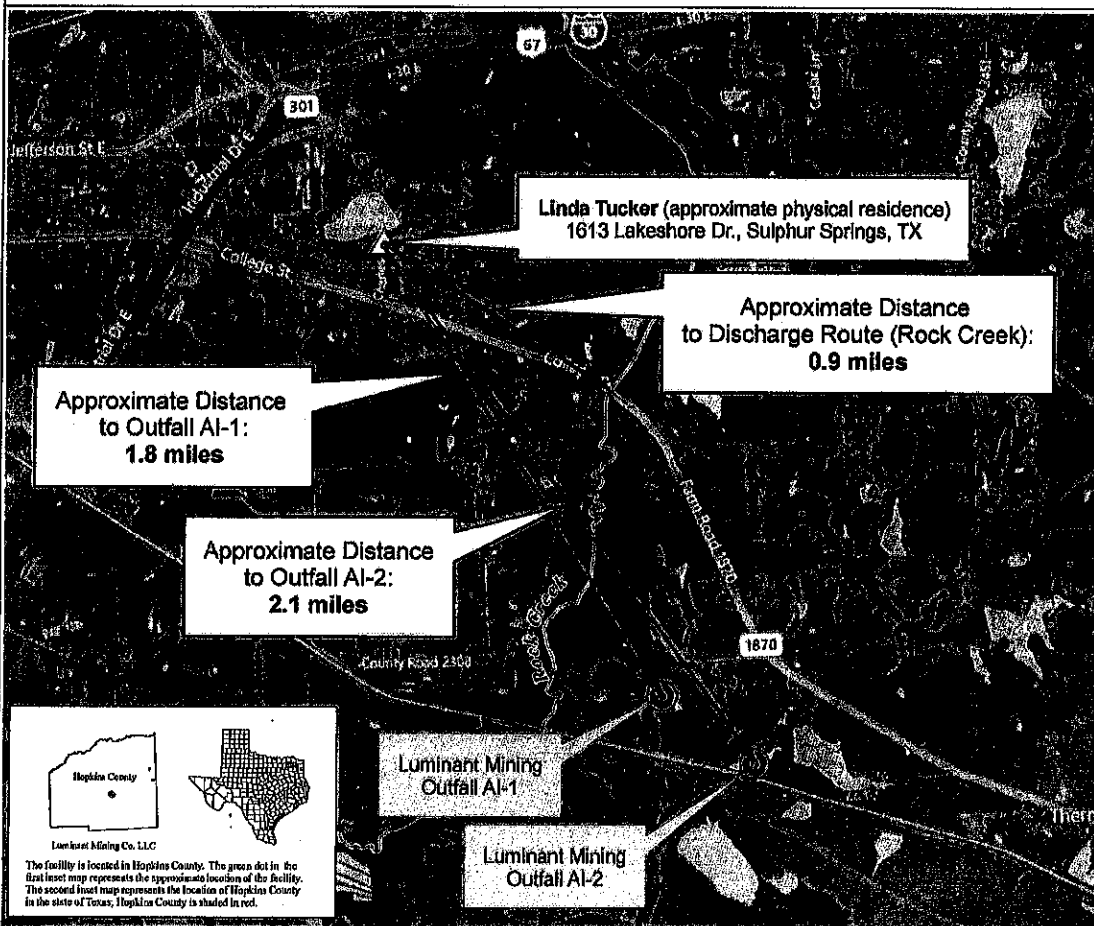 67
30
I-30 E
I-30 E
301
Jefferson St E
Industrial Dr E
Linda Tucker (approximate physical residence)
1613 Lakeshore Dr., Sulphur Springs, TX
College St
Approximate Distance
to Discharge Route (Rock Creek):
0.9 miles
Approximate Distance
to Outfall AI-1:
1.8 miles
Farm Road 1870
Approximate Distance
to Outfall AI-2:
2.1 miles
Rock Creek
1870
County Road 2300
Luminant Mining
Outfall AI-1
Luminant Mining
Outfall AI-2
Hopkins County
Luminant Mining Co. LLC
The facility is located in Hopkins County. The green dot in the
first inset map represents the approximate location of the facility.
The second inset map represents the location of Hopkins County
in the state of Texas; Hopkins County is shaded in red.